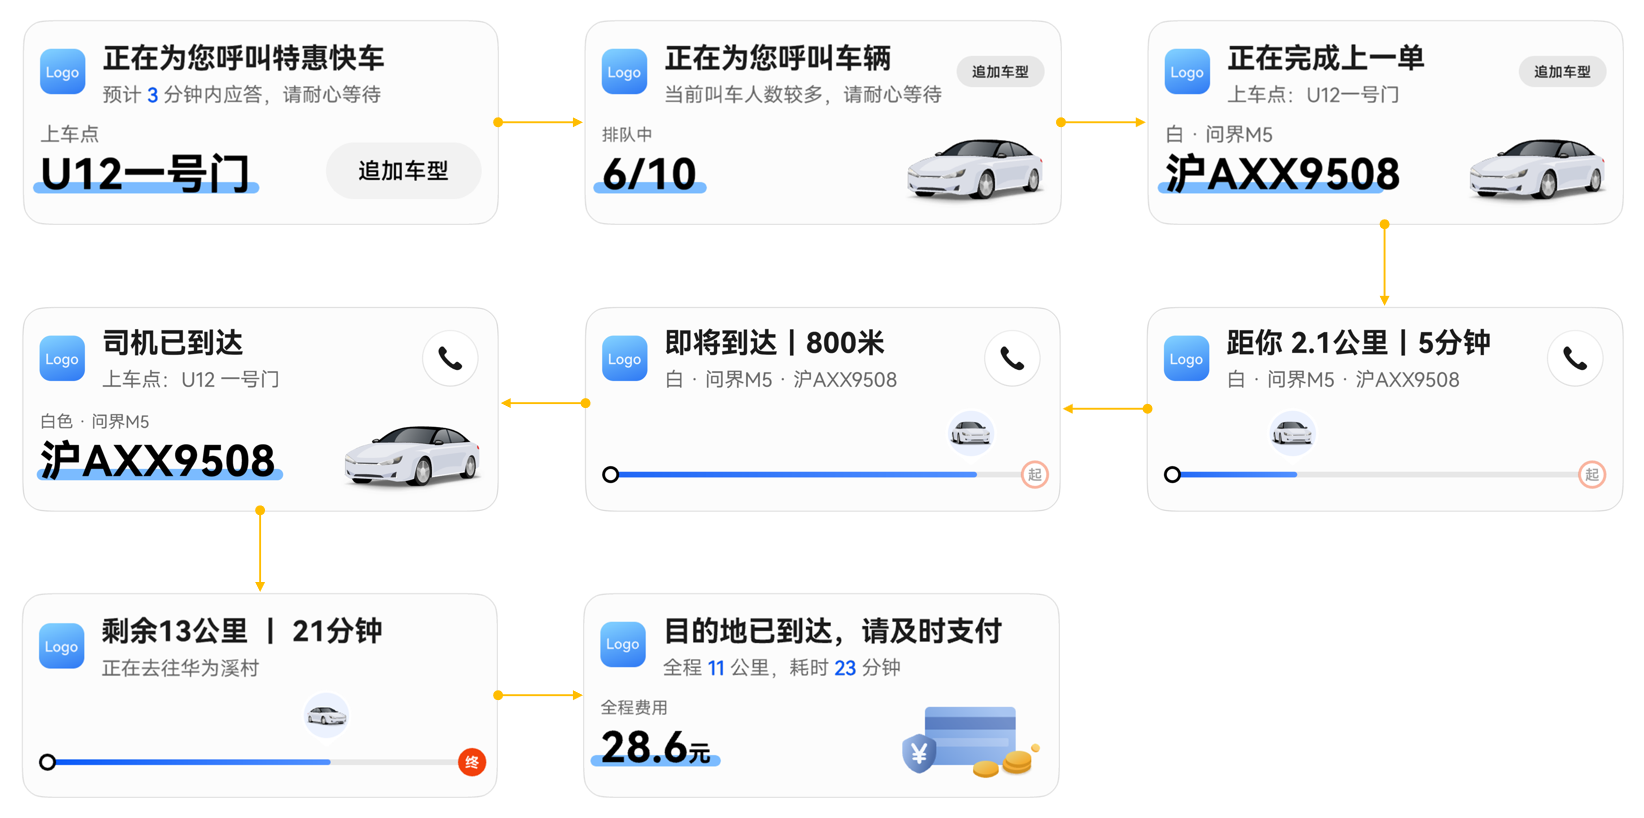 Logo
正在为您呼叫特惠快车
预计 3 分钟内应答，请耐心等待
上车点
U12一号门
追加车型
Logo
正在为您呼叫车辆
当前叫车人数较多，请耐心等待
追加车型
排队中
6/10
Logo
正在完成上一单
上车点：U12一号门
追加车型
白 · 问界M5
沪AXX9508
Logo
距你 2.1公里 | 5分钟
白 · 问界M5 · 沪AXX9508
起
Logo
即将到达 | 800米
白 · 问界M5 · 沪AXX9508
起
Logo
司机已到达
上车点：U12 一号门
白色 · 问界M5
沪AXX9508
Logo
剩余13公里 | 21分钟
正在去往华为溪村
终
Logo
目的地已到达，请及时支付
全程 11 公里，耗时 23 分钟
全程费用
28.6元
¥